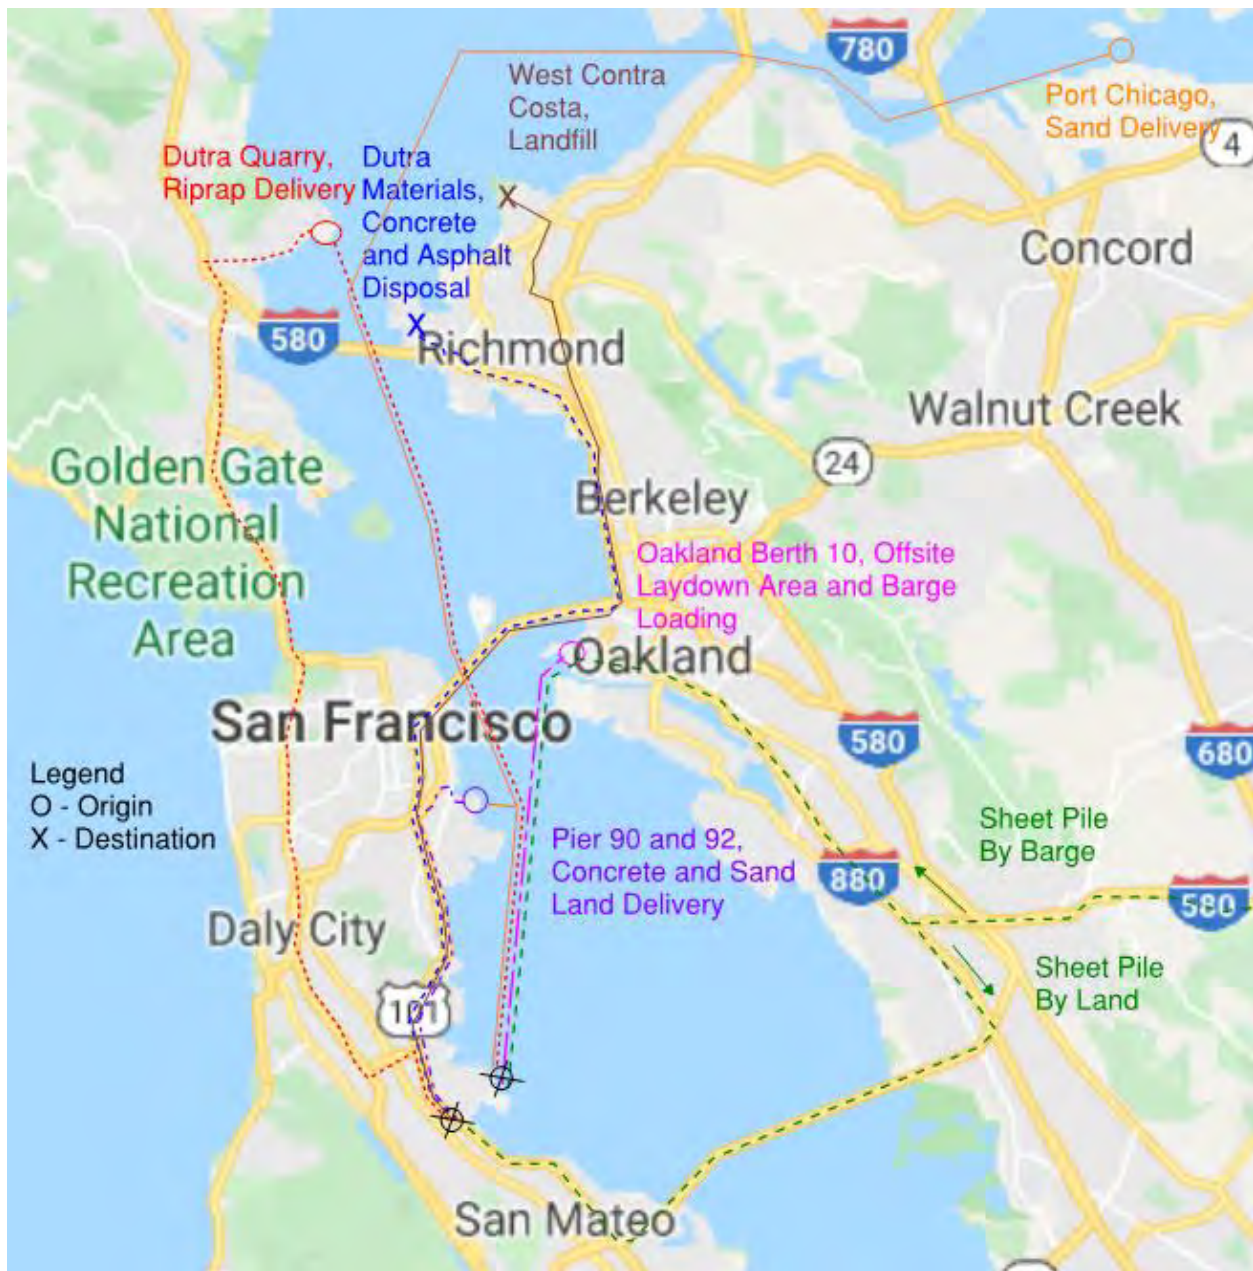 780
West Contra
Costa,
Landfill
Port Chicago,
Sand Delivery
4
Dutra Quarry,
Riprap Delivery
Dutra
Materials,
Concrete
and Asphalt
Disposal
X
Concord
580
X
Richmond
Walnut Creek
24
Golden Gate
National
Recreation
Area
Berkeley
Oakland Berth 10, Offsite
Laydown Area and Barge
Loading
Oakland
San Francisco
580
680
Legend
O - Origin
X - Destination
Sheet Pile
By Barge
Pier 90 and 92,
Concrete and Sand
Land Delivery
880
580
Daly City
Sheet Pile
By Land
101
San Mateo